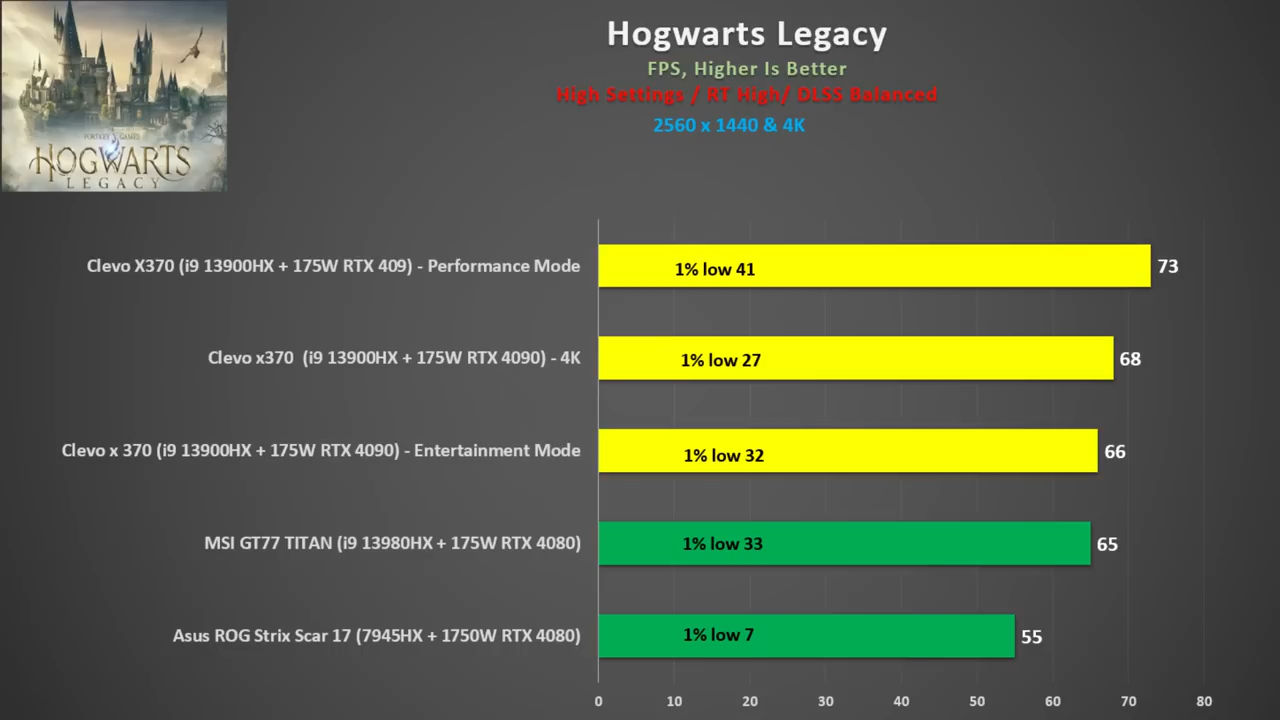 Hogwarts Legacy
FPS, Higher Is Better
High Settings / RT High/ DLSS Balanced
2560 x 1440 & 4K
PORTKEY GAMES
HOGWARTS
LEGACY
Clevo X370 (i9 13900HX + 175W RTX 409) - Performance Mode
1% low 41
73
Clevo x370 (i9 13900HX + 175W RTX 4090) - 4K
1% low 27
68
Clevo x 370 (i9 13900HX + 175W RTX 4090) - Entertainment Mode
1% low 32
66
MSI GT77 TITAN (i9 13980HX + 175W RTX 4080)
1% low 33
65
Asus ROG Strix Scar 17 (7945HX + 1750W RTX 4080)
1% low 7
55
0 10 20 30 40 50 60 70 80